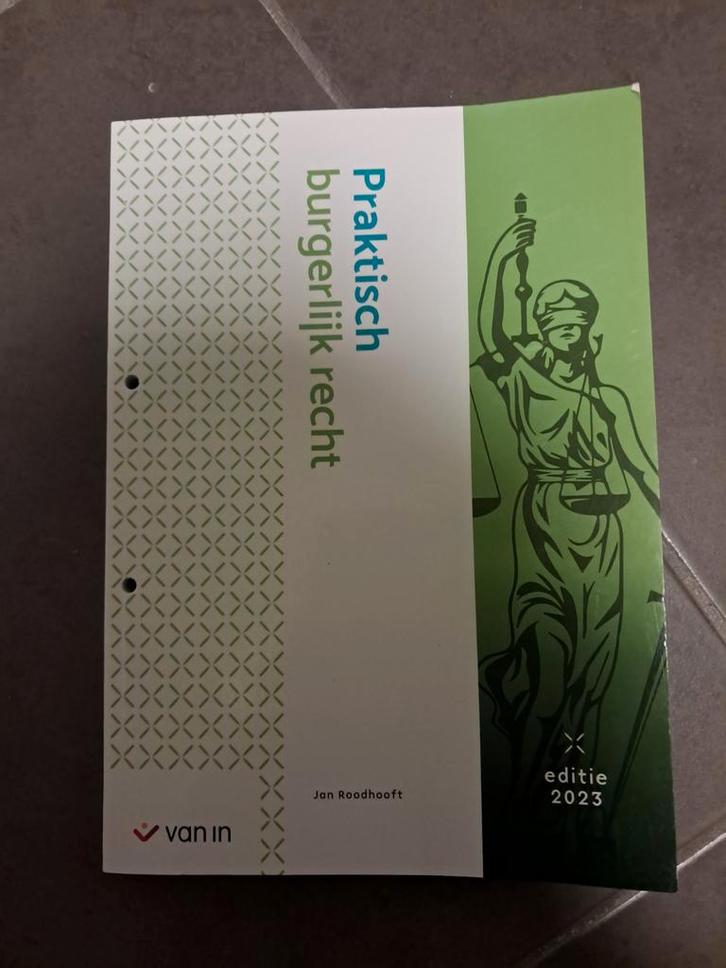 Praktisch
burgerlijk recht
Jan Roodhooft
van in
editie
2023